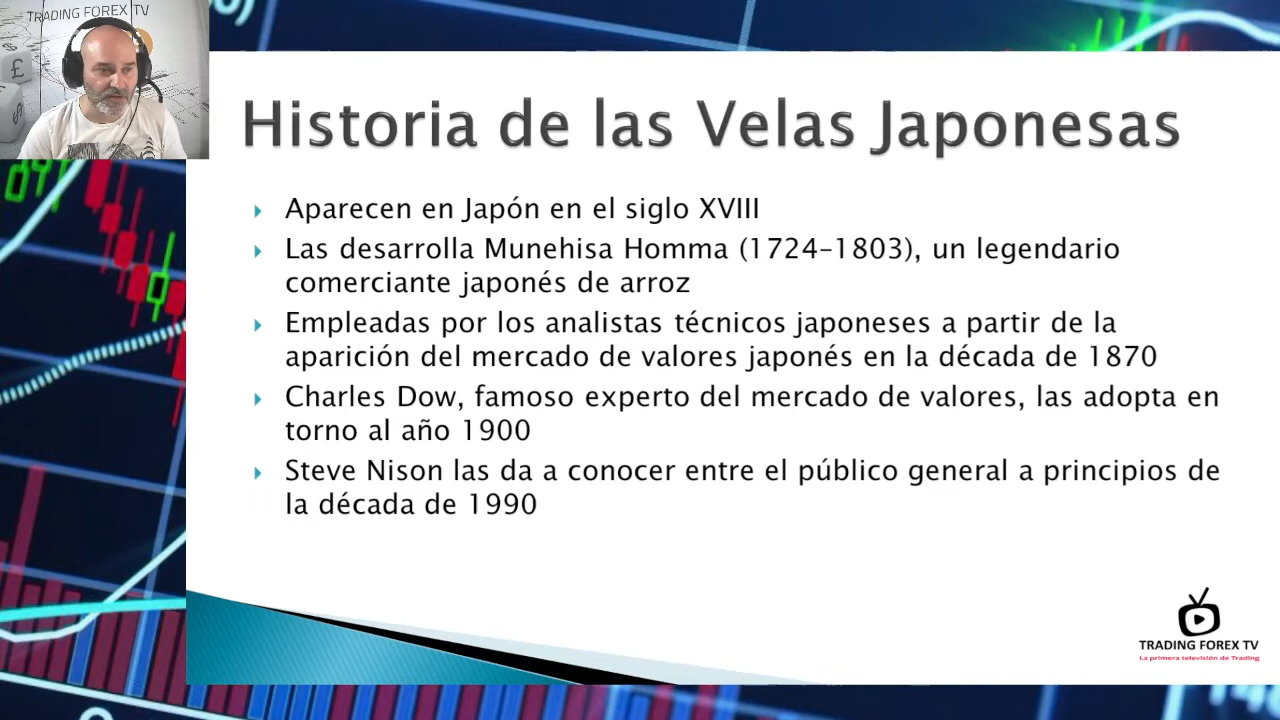 TRADING FOREX TV
Historia de las Velas Japonesas
Aparecen en Japón en el siglo XVIII
Las desarrolla Munehisa Homma (1724-1803), un legendario
comerciante japonés de arroz
Empleadas por los analistas técnicos japoneses a partir de la
aparición del mercado de valores japonés en la década de 1870
Charles Dow, famoso experto del mercado de valores, las adopta en
torno al año 1900
Steve Nison las da a conocer entre el público general a principios de
la década de 1990
TRADING FOREX TV
La primera televisión de Trading